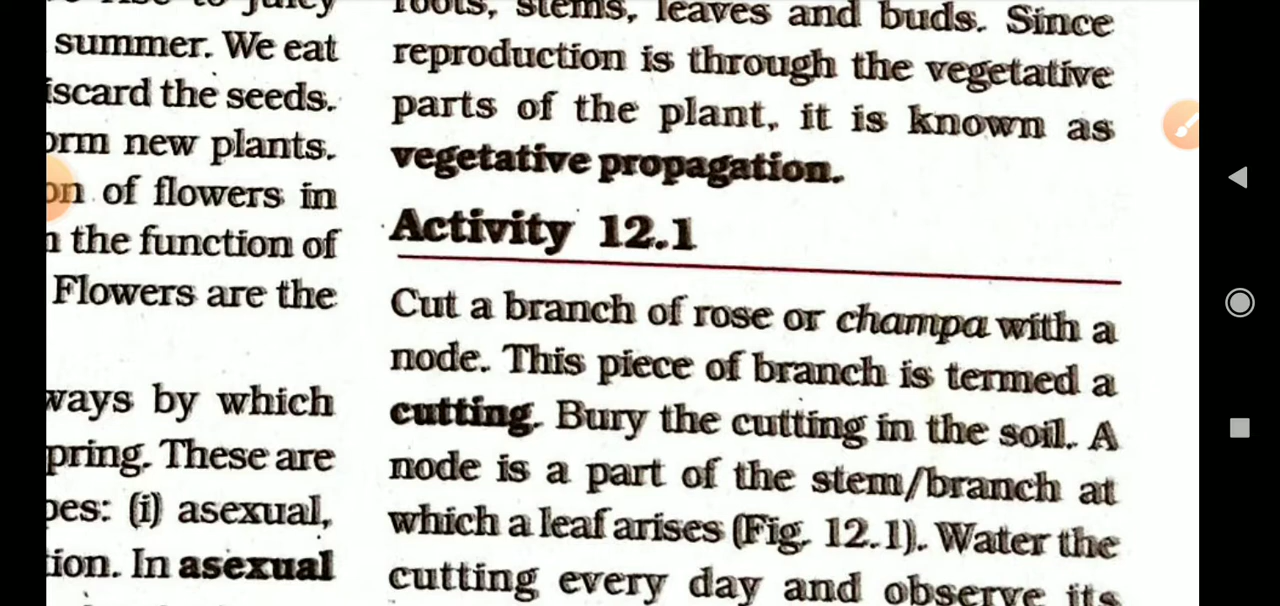 summer. We eat
iscard the seeds.
orm new plants.
on of flowers in
n the function of
Flowers are the
ways by which
pring. These are
pes: (i) asexual,
ion. In asexual
roots, stems, leaves and buds. Since
reproduction is through the vegetative
parts of the plant, it is known as
vegetative propagation.
Activity 12.1
Cut a branch of rose or champa with a
node. This piece of branch is termed a
cutting. Bury the cutting in the soil. A
node is a part of the stem/branch at
which a leaf arises (Fig. 12.1). Water the
cutting every day and observe its